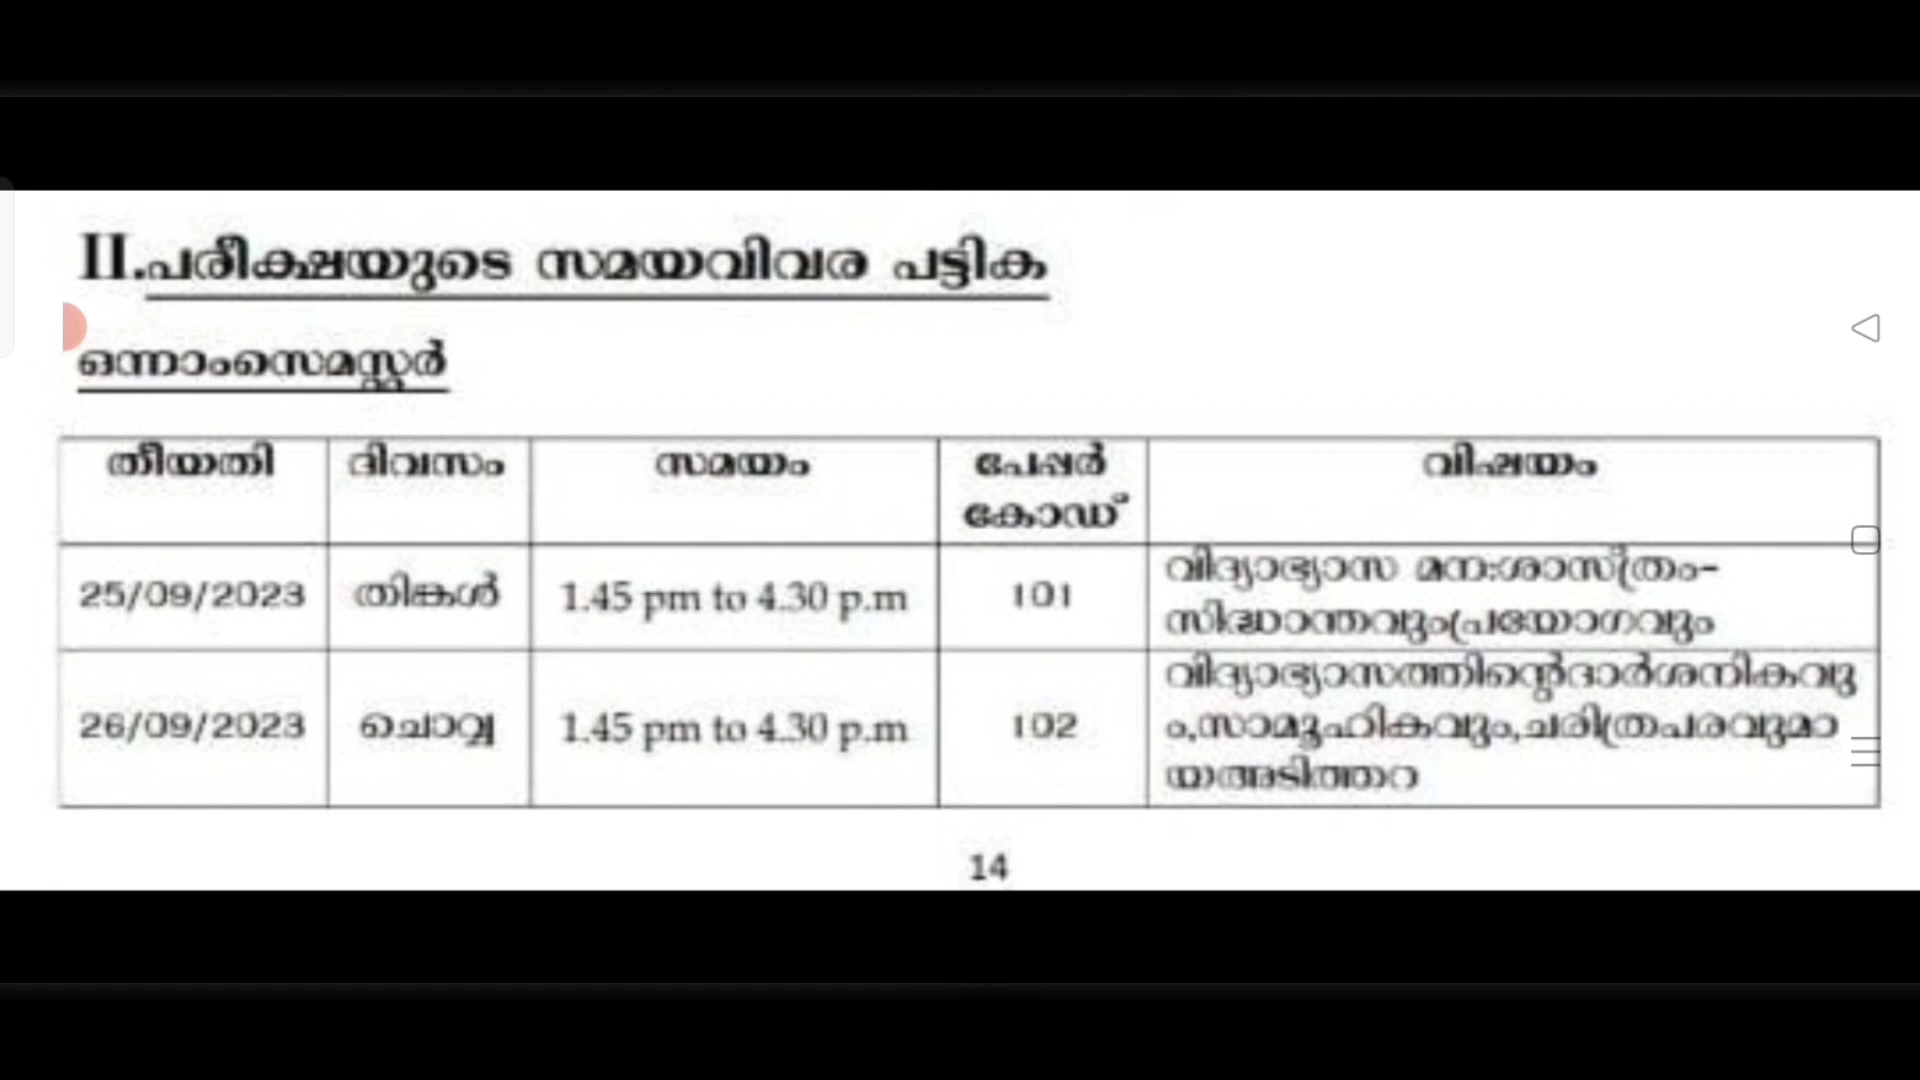 II.പരീക്ഷയുടെ സമയവിവര പട്ടിക
ഒന്നാംസെമസ്റ്റർ
തീയതി ദിവസം സമയം പേപ്പർ കോഡ് വിഷയം
25/09/2023 തിങ്കൾ 1.45 pm to 4.30 p.m 101 വിദ്യാഭ്യാസ മനഃശാസ്ത്രം-
സിദ്ധാന്തവുംപ്രയോഗവും
26/09/2023 ചൊവ്വ 1.45 pm to 4.30 p.m 102 വിദ്യാഭ്യാസത്തിന്റെദാർശനികവു
ം,സാമൂഹികവും,ചരിത്രപരവുമാ
യഅടിത്തറ
14